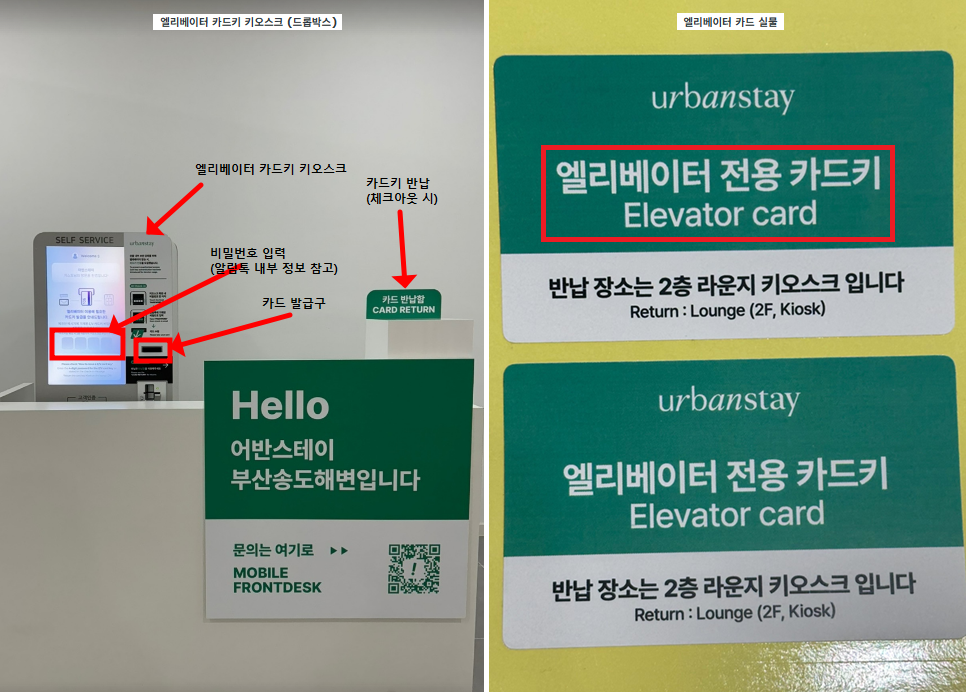 엘리베이터 카드키 키오스크 (드롭박스)
엘리베이터 카드키 키오스크
카드키 반납
(체크아웃 시)
비밀번호 입력
(알림톡 내부 정보 참고)
카드 발급구
SELF SERVICE
urbanstay
카드 반납함
CARD RETURN
Hello
어반스테이
부산송도해변입니다
문의는 여기로 ▶▶
MOBILE
FRONTDESK
엘리베이터 카드 실물
urbanstay
엘리베이터 전용 카드키
Elevator card
반납 장소는 2층 라운지 키오스크 입니다
Return : Lounge (2F, Kiosk)
urbanstay
엘리베이터 전용 카드키
Elevator card
반납 장소는 2층 라운지 키오스크 입니다
Return : Lounge (2F, Kiosk)